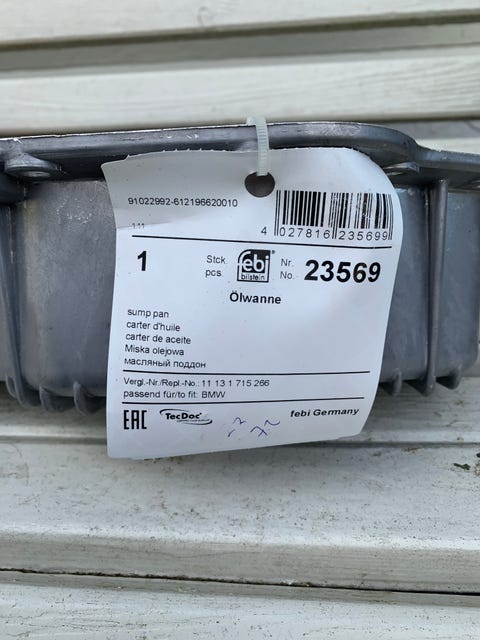 91022992-612196620010
1.11
4 027816 235699
1 Stck. pcs. febi bilstein Nr. No. 23569
Ölwanne
sump pan
carter d'huile
carter de aceite
Miska olejowa
масляный поддон
Vergl.-Nr./Repl.-No.: 11 13 1 715 266
passend für/to fit: BMW
EAC TecDoc febi Germany